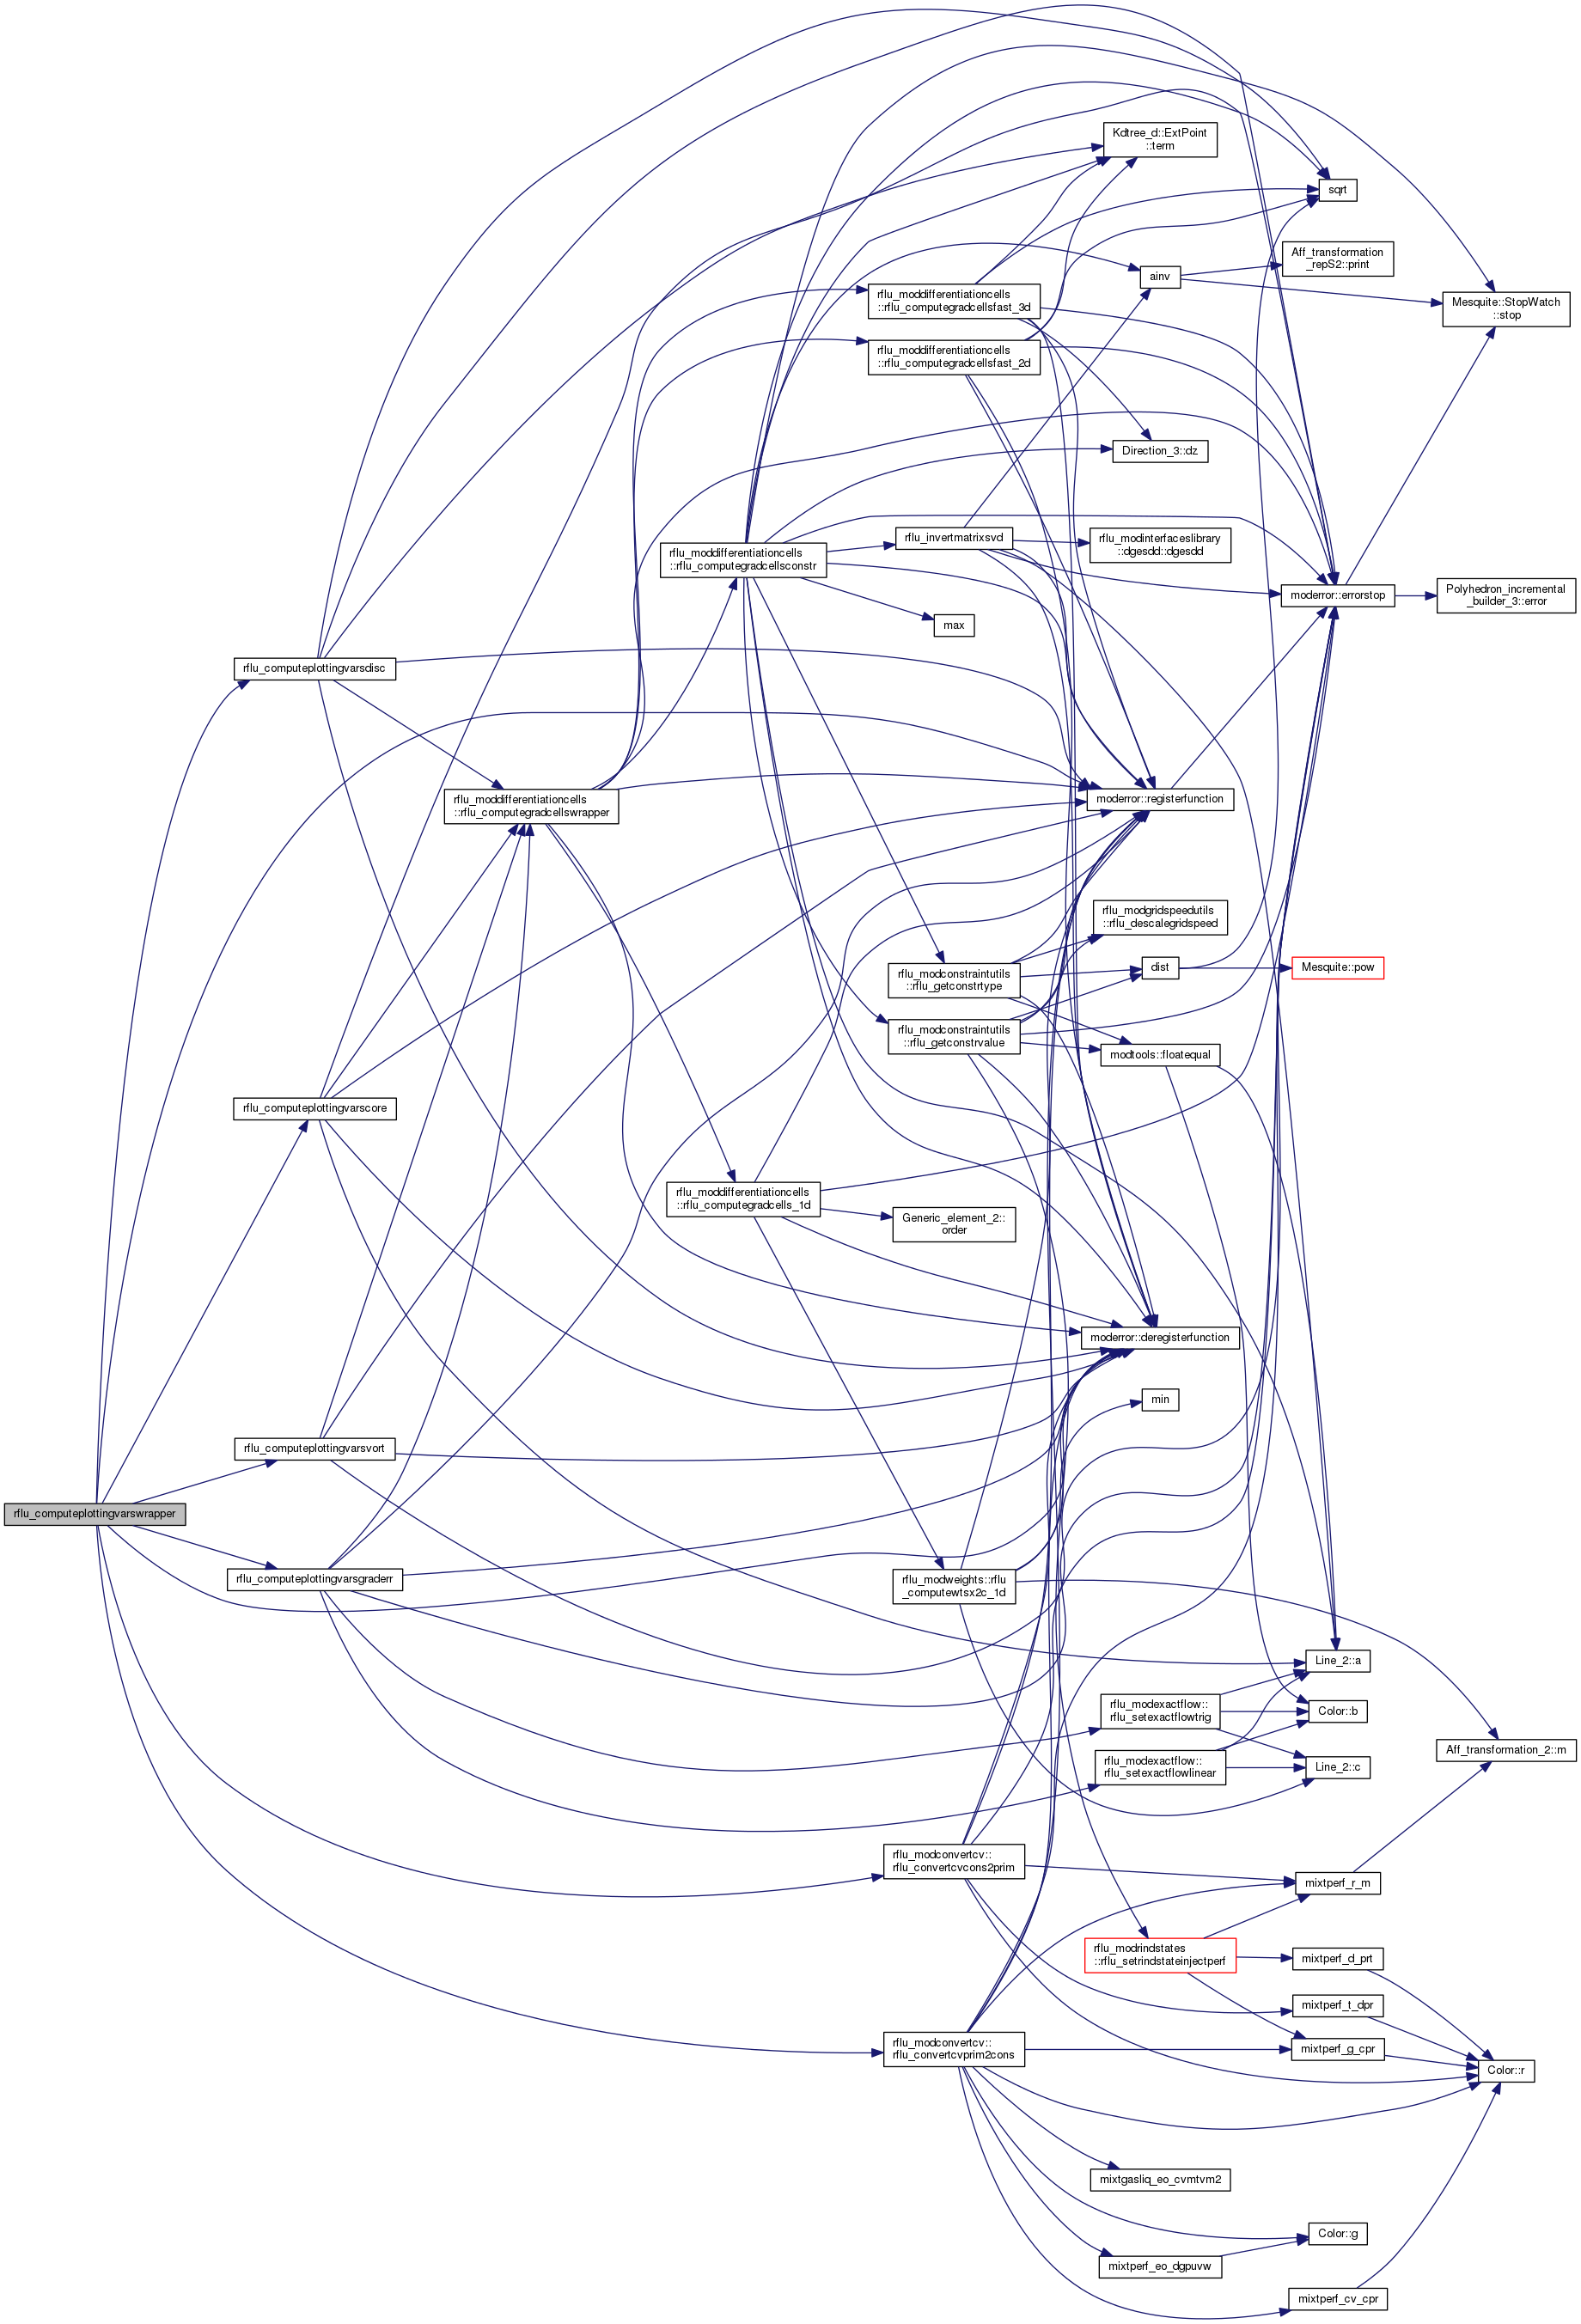 Kdtree_d::ExtPoint
::term
sqrt
Aff_transformation
_repS2::print
ainv
rflu_moddifferentiationcells
::rflu_computegradcellsfast_3d
Mesquite::StopWatch
::stop
rflu_moddifferentiationcells
::rflu_computegradcellsfast_2d
Direction_3::dz
rflu_invertmatrixsvd
rflu_modinterfaceslibrary
::dgesdd::dgesdd
rflu_moddifferentiationcells
::rflu_computegradcellsconstr
moderror::errorstop
Polyhedron_incremental
_builder_3::error
max
rflu_computeplottingvarsdisc
rflu_moddifferentiationcells
::rflu_computegradcellswrapper
moderror::registerfunction
rflu_modgridspeedutils
::rflu_descalegridspeed
rflu_modconstraintutils
::rflu_getconstrtype
dist
Mesquite::pow
rflu_modconstraintutils
::rflu_getconstrvalue
modtools::floatequal
rflu_computeplottingvarscore
rflu_moddifferentiationcells
::rflu_computegradcells_1d
Generic_element_2::
order
moderror::deregisterfunction
min
rflu_computeplottingvarsvort
rflu_computeplottingvarswrapper
rflu_computeplottingvarsgraderr
rflu_modweights::rflu
_computewtsx2c_1d
Line_2::a
rflu_modexactflow::
rflu_setexactflowtrig
Color::b
Aff_transformation_2::m
rflu_modexactflow::
rflu_setexactflowlinear
Line_2::c
rflu_modconvertcv::
rflu_convertcvcons2prim
mixtperf_r_m
rflu_modrindstates
::rflu_setrindstateinjectperf
mixtperf_d_prt
mixtperf_t_dpr
rflu_modconvertcv::
rflu_convertcvprim2cons
mixtperf_g_cpr
Color::r
mixtgasliq_eo_cvmtvm2
Color::g
mixtperf_eo_dgpuvw
mixtperf_cv_cpr